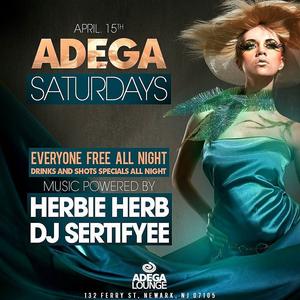 APRIL. 15TH
ADEGA
SATURDAYS
EVERYONE FREE ALL NIGHT
DRINKS AND SHOTS SPECIALS ALL NIGHT
MUSIC POWERED BY
HERBIE HERB
DJ SERTIFYEE
ADEGA
LOUNGE
132 FERRY ST, NEWARK, NJ 07105